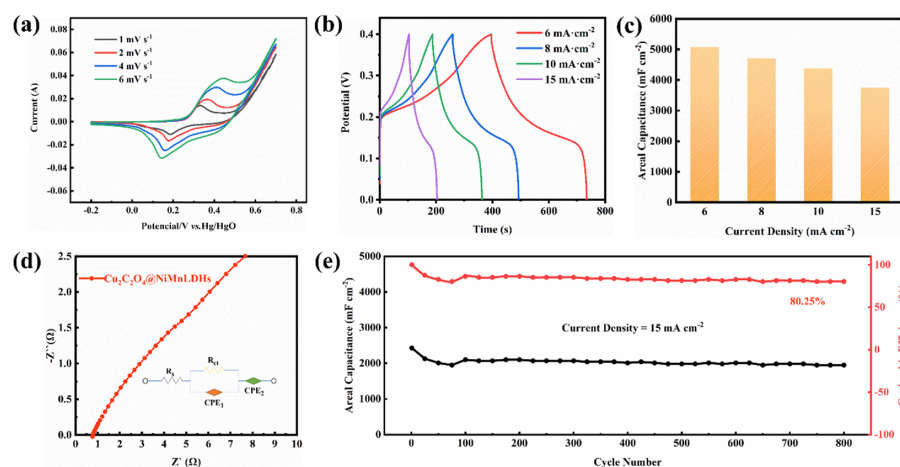 (a)
1 mV s⁻¹
2 mV s⁻¹
4 mV s⁻¹
6 mV s⁻¹
Current (A)
0.08
0.06
0.04
0.02
0.00
-0.02
-0.04
-0.06
-0.2 0.0 0.2 0.4 0.6 0.8
Potencial/V vs.Hg/HgO
(b)
6 mA·cm⁻²
8 mA·cm⁻²
10 mA·cm⁻²
15 mA·cm⁻²
Potential (V)
0.4
0.3
0.2
0.1
0.0
0 200 400 600 800
Time (s)
(c)
Areal Capacitance (mF cm⁻²)
6000
5000
4000
3000
2000
1000
0
6 8 10 15
Current Density (mA cm⁻²)
(d)
Cu₂C₂O₄@NiMnLDHs
-Z``(Ω)
-2.5
2.0
1.5
1.0
0.5
0.0
Rs
Rct
CPE₁
CPE₂
0 1 2 3 4 5 6 7 8 9 10
Z` (Ω)
(e)
Areal Capacitance (mF cm⁻²)
5000
4000
3000
2000
1000
0
80.25%
Current Density = 15 mA cm⁻²
100
50
0
-50
-100
0 100 200 300 400 500 600 700 800
Cycle Number